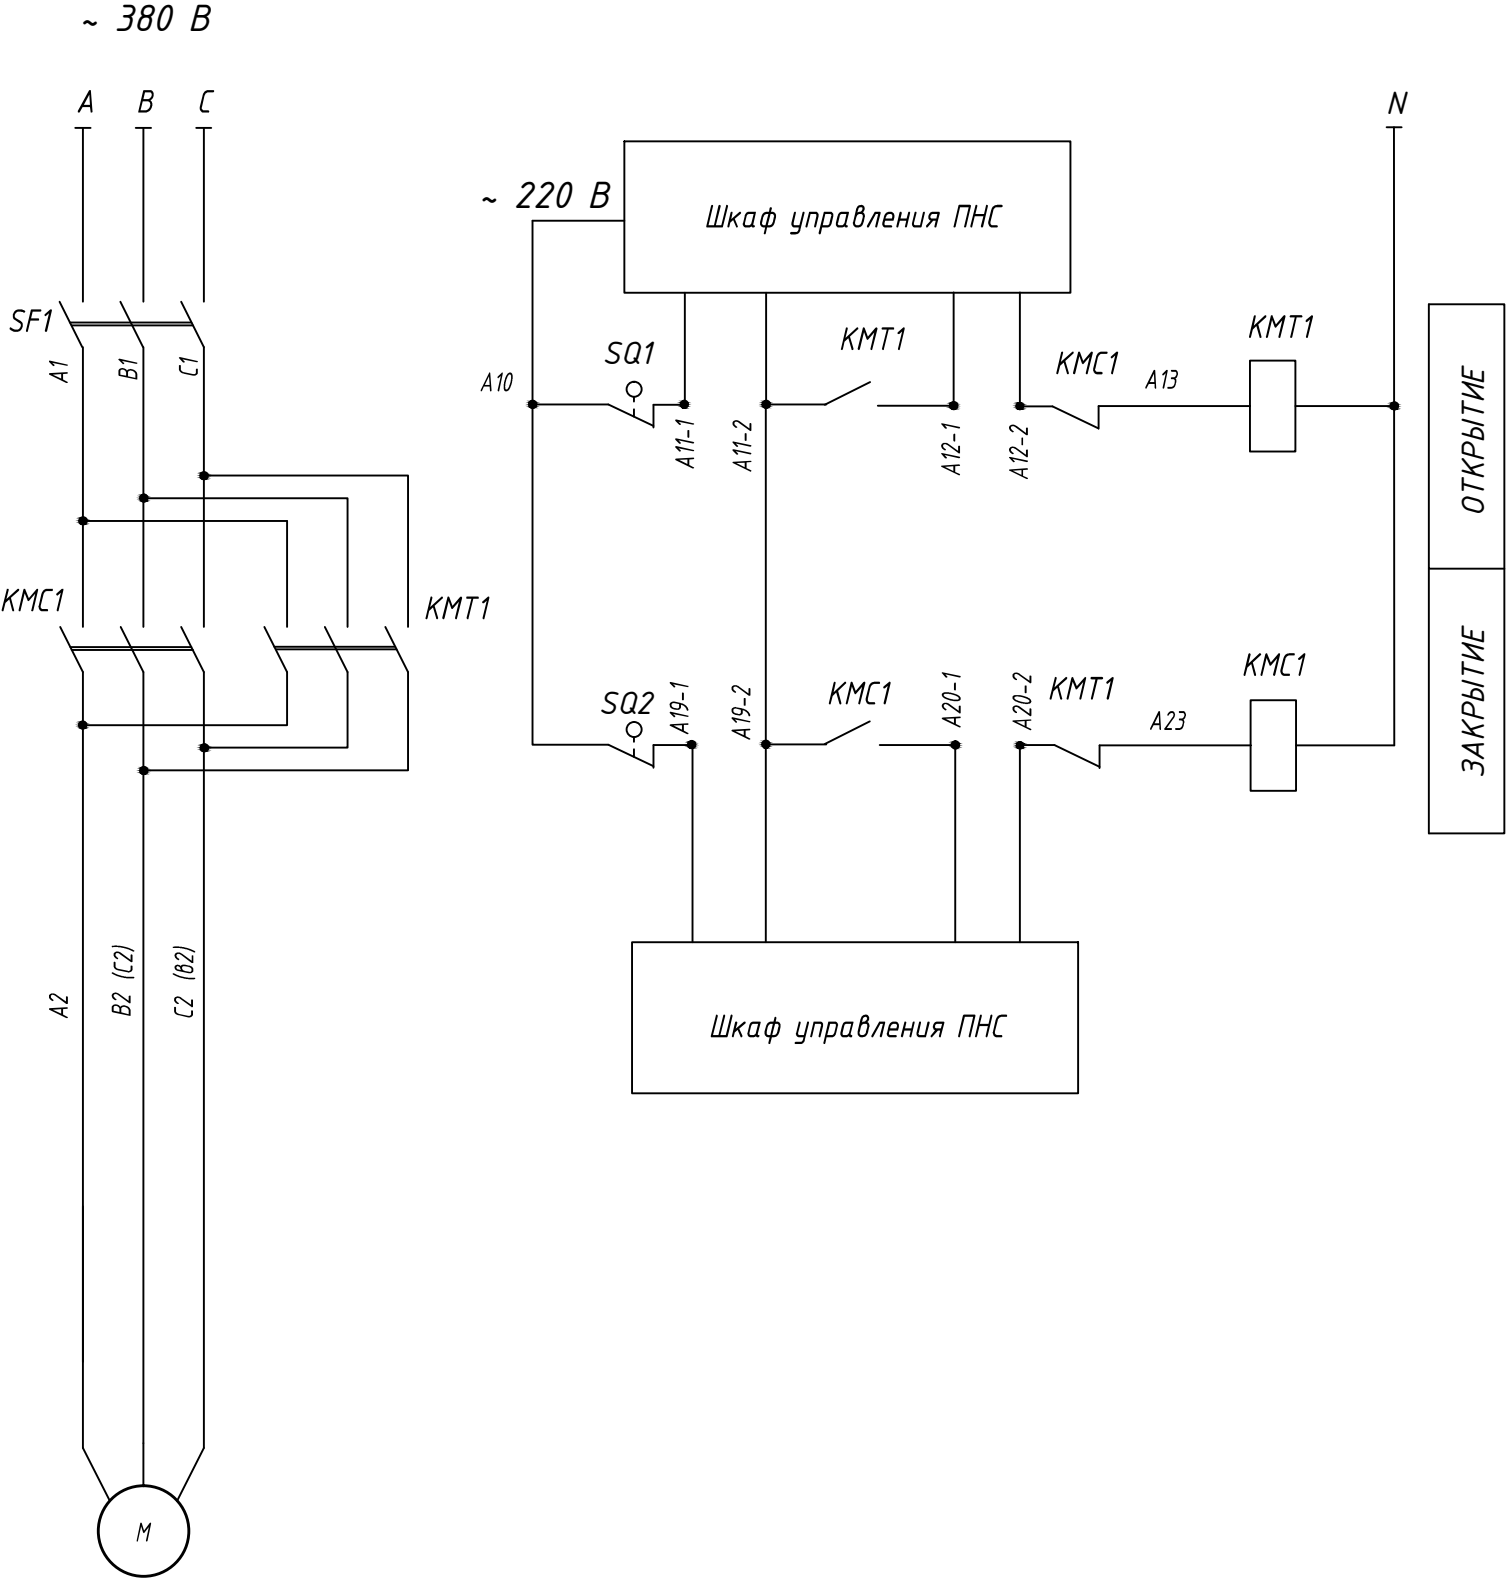 ~ 380 В
A
B
C
N
~ 220 В
Шкаф управления ПНС
SF1
A1
B1
C1
A10
SQ1
KMT1
KMC1
A13
KMT1
A11-1
A11-2
A12-1
A12-2
ОТКРЫТИЕ
KMC1
KMT1
SQ2
A19-1
A19-2
KMC1
A20-1
A20-2
KMT1
A23
KMC1
ЗАКРЫТИЕ
A2
B2 (C2)
C2 (B2)
Шкаф управления ПНС
M